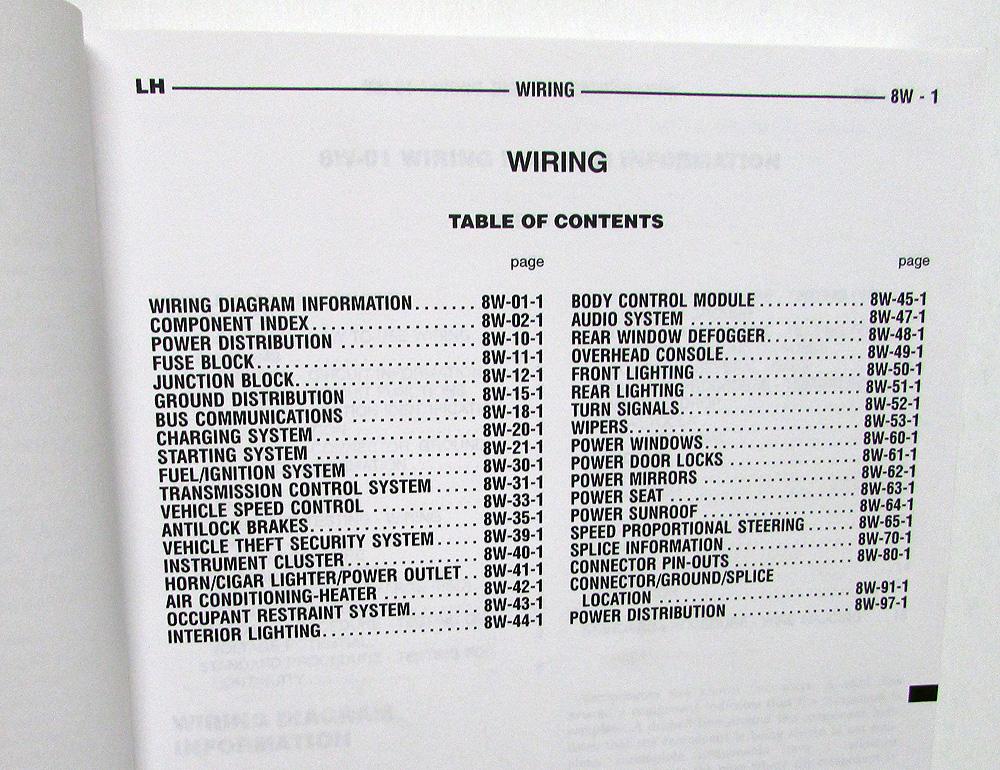 LH WIRING 8W - 1
WIRING
TABLE OF CONTENTS
page
WIRING DIAGRAM INFORMATION....... 8W-01-1
COMPONENT INDEX.................... 8W-02-1
POWER DISTRIBUTION ................ 8W-10-1
FUSE BLOCK.......................... 8W-11-1
JUNCTION BLOCK...................... 8W-12-1
GROUND DISTRIBUTION ............... 8W-15-1
BUS COMMUNICATIONS ............... 8W-18-1
CHARGING SYSTEM ................... 8W-20-1
STARTING SYSTEM ................... 8W-21-1
FUEL/IGNITION SYSTEM .............. 8W-30-1
TRANSMISSION CONTROL SYSTEM ..... 8W-31-1
VEHICLE SPEED CONTROL ............ 8W-33-1
ANTILOCK BRAKES.................... 8W-35-1
VEHICLE THEFT SECURITY SYSTEM..... 8W-39-1
INSTRUMENT CLUSTER................ 8W-40-1
HORN/CIGAR LIGHTER/POWER OUTLET.. 8W-41-1
AIR CONDITIONING-HEATER ........... 8W-42-1
OCCUPANT RESTRAINT SYSTEM........ 8W-43-1
INTERIOR LIGHTING................... 8W-44-1
page
BODY CONTROL MODULE ............ 8W-45-1
AUDIO SYSTEM ..................... 8W-47-1
REAR WINDOW DEFOGGER........... 8W-48-1
OVERHEAD CONSOLE................ 8W-49-1
FRONT LIGHTING ................... 8W-50-1
REAR LIGHTING .................... 8W-51-1
TURN SIGNALS...................... 8W-52-1
WIPERS............................ 8W-53-1
POWER WINDOWS................... 8W-60-1
POWER DOOR LOCKS ............... 8W-61-1
POWER MIRRORS ................... 8W-62-1
POWER SEAT ...................... 8W-63-1
POWER SUNROOF .................. 8W-64-1
SPEED PROPORTIONAL STEERING...... 8W-65-1
SPLICE INFORMATION................ 8W-70-1
CONNECTOR PIN-OUTS .............. 8W-80-1
CONNECTOR/GROUND/SPLICE
LOCATION ........................ 8W-91-1
POWER DISTRIBUTION .............. 8W-97-1